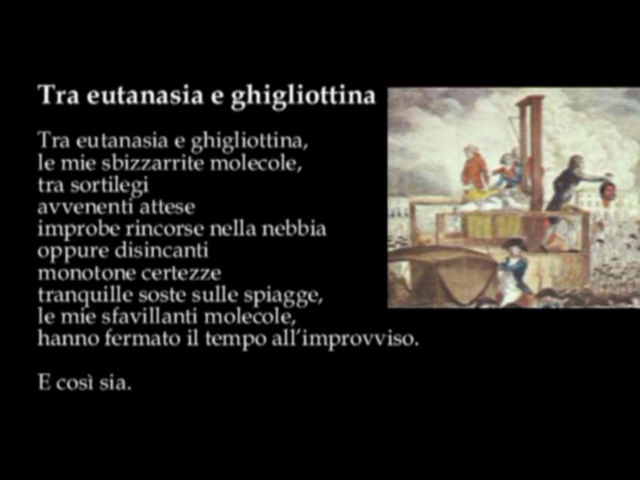 Tra eutanasia e ghigliottina
Tra eutanasia e ghigliottina,
le mie sbizzarrite molecole,
tra sortilegi
avvenenti attese
improbe rincorse nella nebbia
oppure disincanti
monotone certezze
tranquille soste sulle spiagge,
le mie sfavillanti molecole,
hanno fermato il tempo all'improvviso.
E così sia.